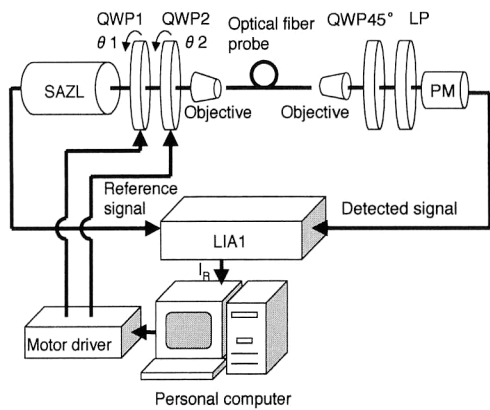 QWP1 QWP2
θ1 θ2
Optical fiber
probe
QWP45° LP
SAZL
Objective
Objective
PM
Reference
signal
Detected signal
LIA1
I_R
Motor driver
Personal computer